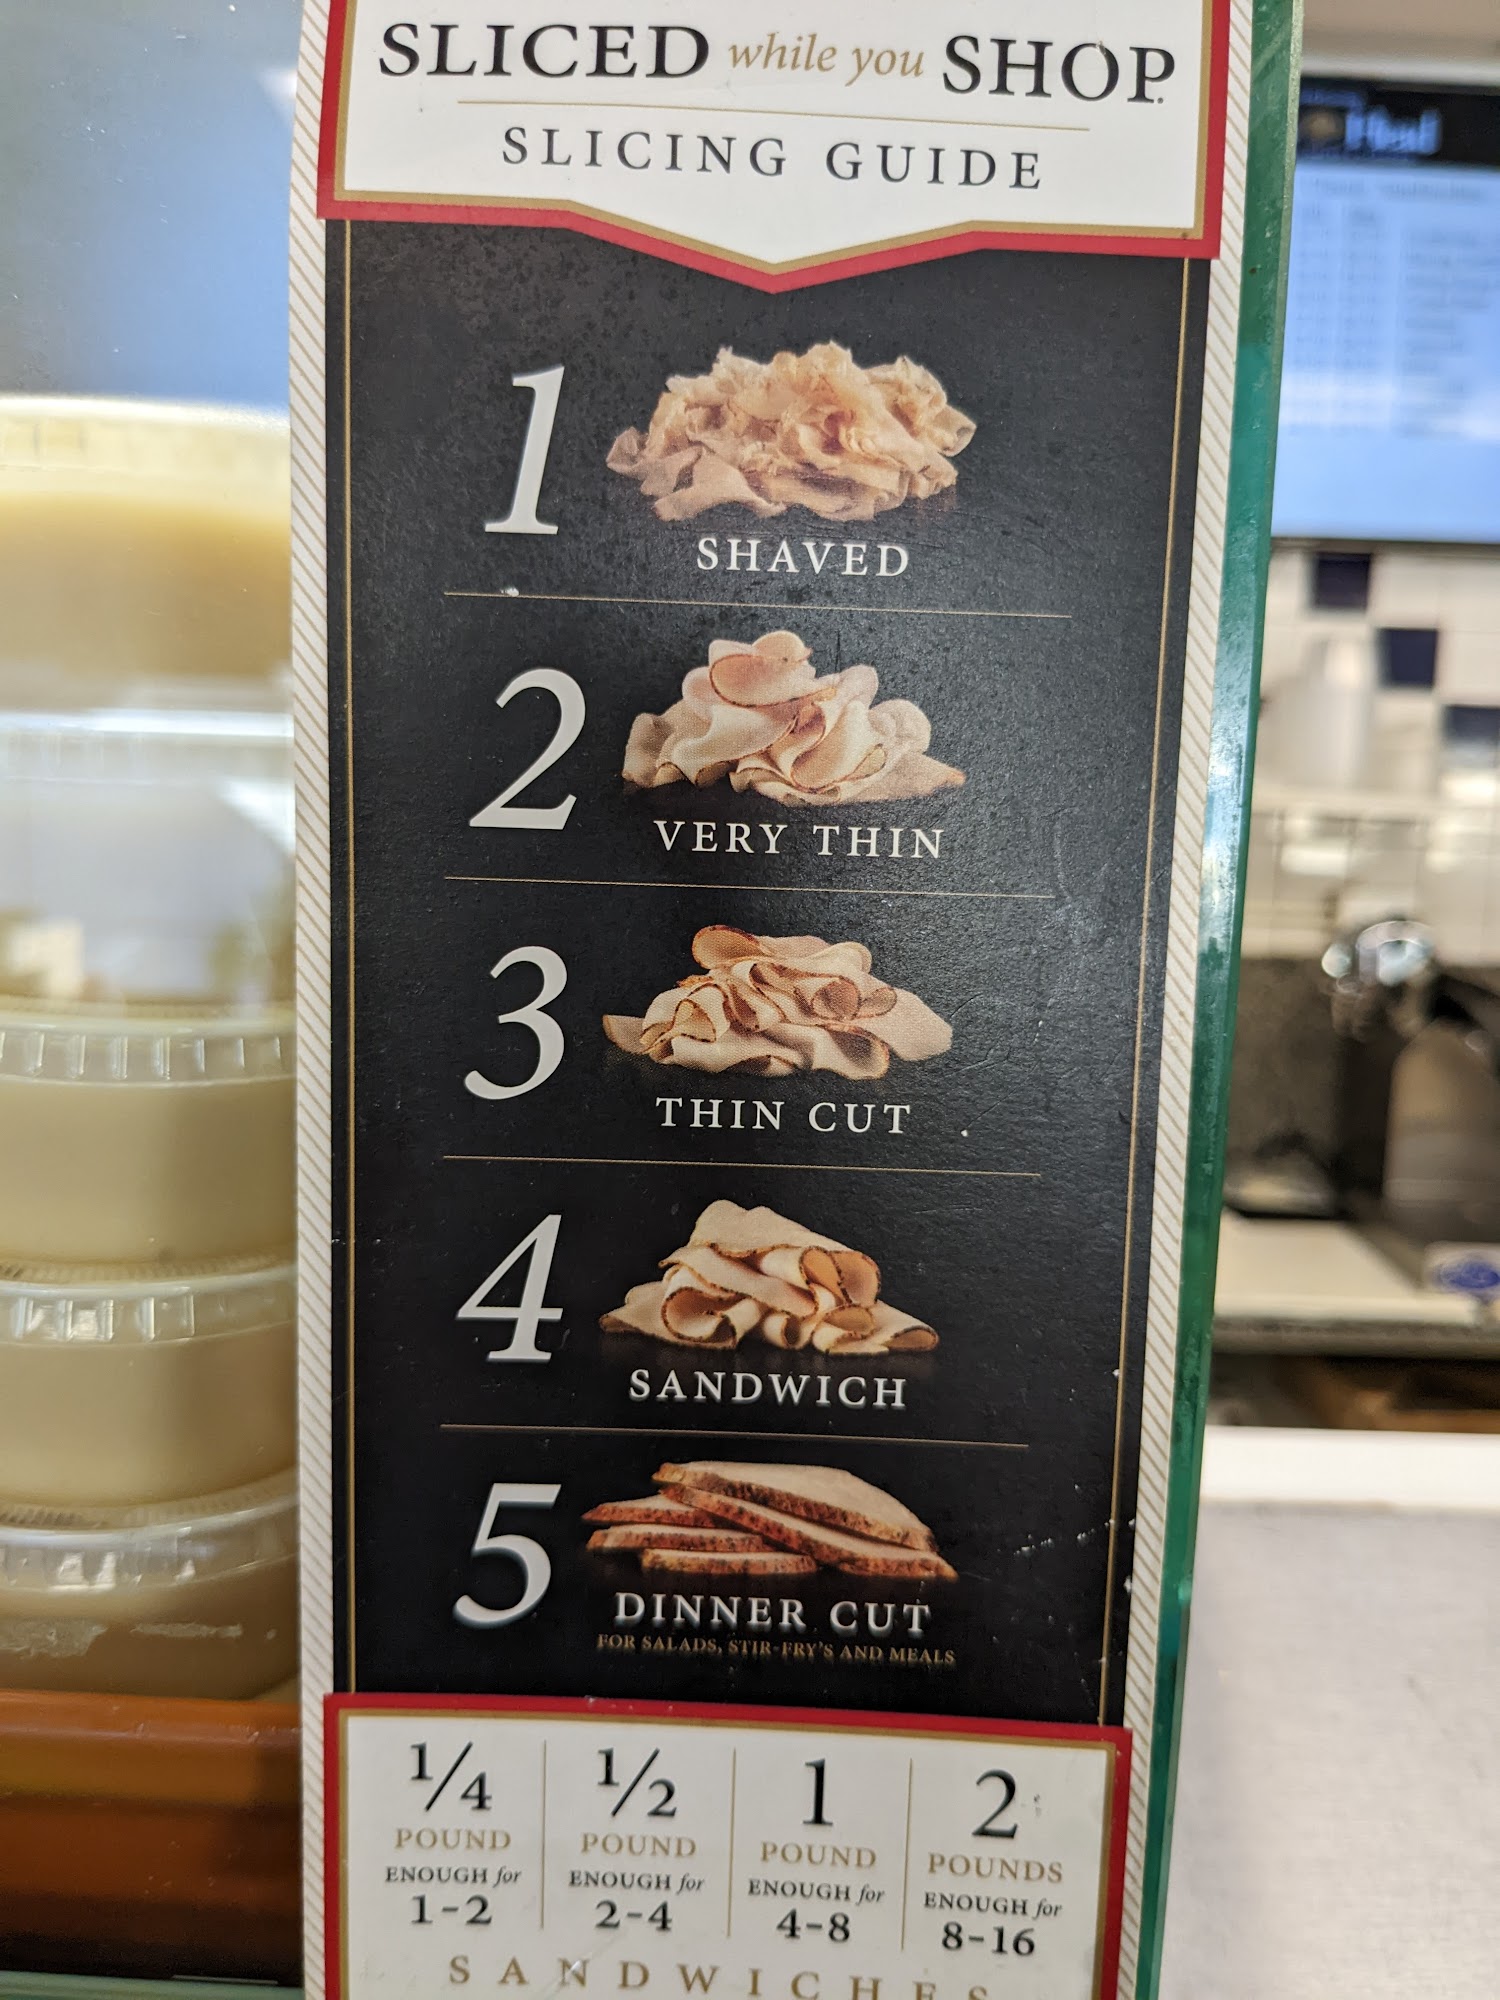 SLICED while you SHOP.
SLICING GUIDE
1
SHAVED
2
VERY THIN
3
THIN CUT
4
SANDWICH
5
DINNER CUT
FOR SALADS, STIR-FRY'S AND MEALS
1/4
POUND
ENOUGH for
1-2
1/2
POUND
ENOUGH for
2-4
1
POUND
ENOUGH for
4-8
2
POUNDS
ENOUGH for
8-16
SANDWICHES
Head